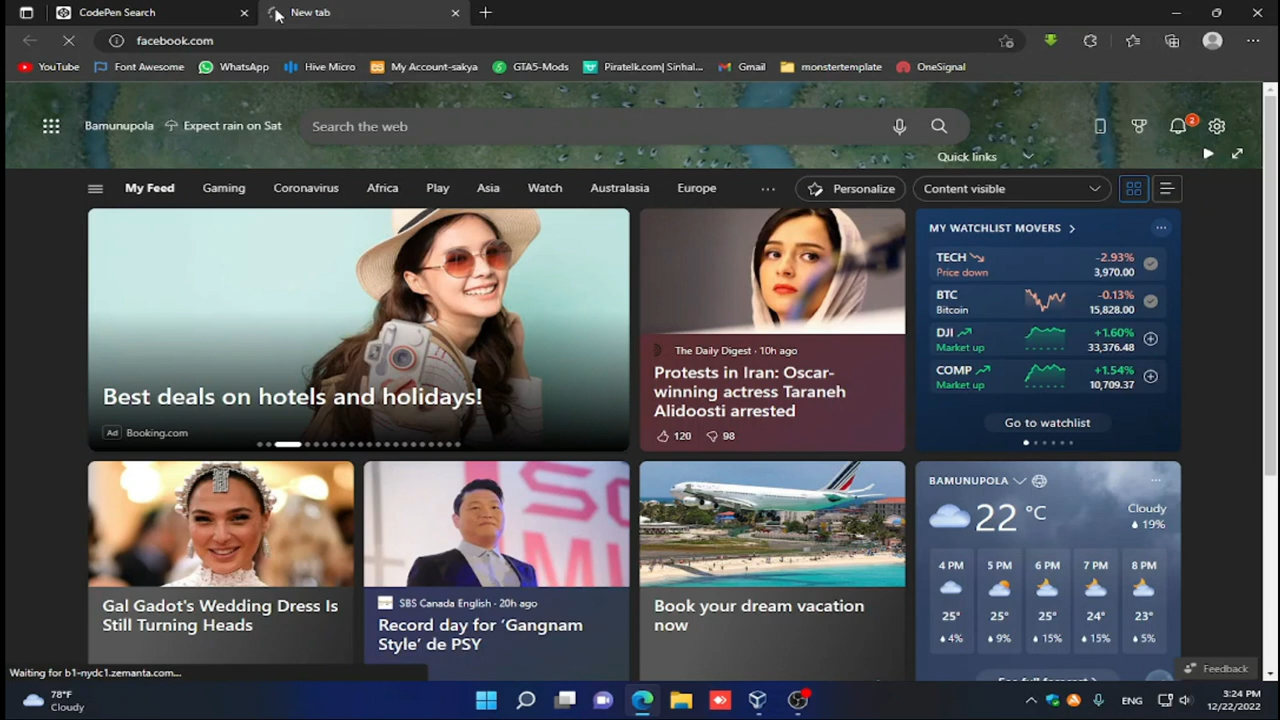 CodePen Search
New tab
facebook.com
YouTube
Font Awesome
WhatsApp
Hive Micro
My Account-sakya
GTA5-Mods
Piratelk.com| Sinhal...
Gmail
monstertemplate
OneSignal
Bamunupola
Expect rain on Sat
Search the web
2
Quick links
My Feed
Gaming
Coronavirus
Africa
Play
Asia
Watch
Australasia
Europe
...
Personalize
Content visible
Best deals on hotels and holidays!
Ad
Booking.com
The Daily Digest · 10h ago
Protests in Iran: Oscar-
winning actress Taraneh
Alidoosti arrested
120
98
MY WATCHLIST MOVERS
TECH
-2.93%
Price down
3,970.00
BTC
-0.13%
Bitcoin
15,828.00
DJI
+1.60%
Market up
33,376.48
COMP
+1.54%
Market up
10,709.37
Go to watchlist
Gal Gadot's Wedding Dress Is
Still Turning Heads
SBS Canada English · 20h ago
Record day for ‘Gangnam
Style’ de PSY
Book your dream vacation
now
BAMUNUPOLA
22 °C
Cloudy
19%
4 PM
5 PM
6 PM
7 PM
8 PM
25°
25°
25°
24°
23°
4%
9%
15%
15%
5%
See full forecast
Feedback
Waiting for b1-nydc1.zemanta.com...
78°F
Cloudy
ENG
3:24 PM
12/22/2022